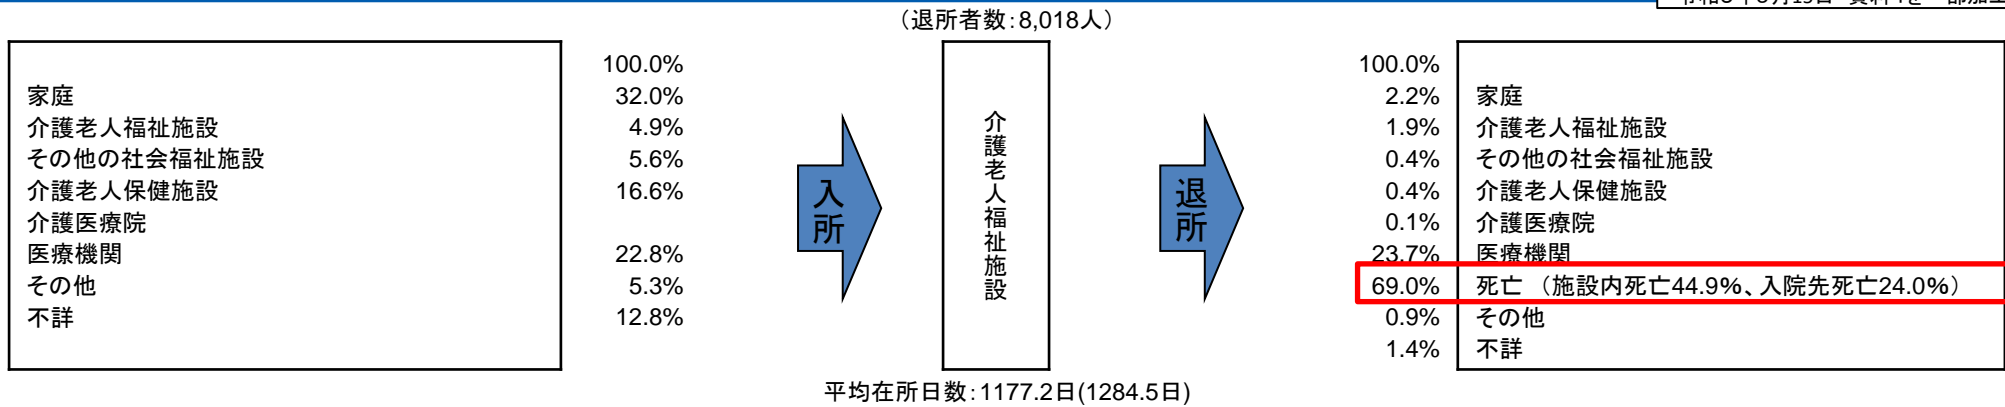 （退所者数：8,018人）
100.0%
家庭 32.0%
介護老人福祉施設 4.9%
その他の社会福祉施設 5.6%
介護老人保健施設 16.6%
介護医療院
医療機関 22.8%
その他 5.3%
不詳 12.8%
入所
介護老人福祉施設
退所
100.0%
2.2% 家庭
1.9% 介護老人福祉施設
0.4% その他の社会福祉施設
0.4% 介護老人保健施設
0.1% 介護医療院
23.7% 医療機関
69.0% 死亡 （施設内死亡44.9%、入院先死亡24.0%）
0.9% その他
1.4% 不詳
平均在所日数：1177.2日(1284.5日)